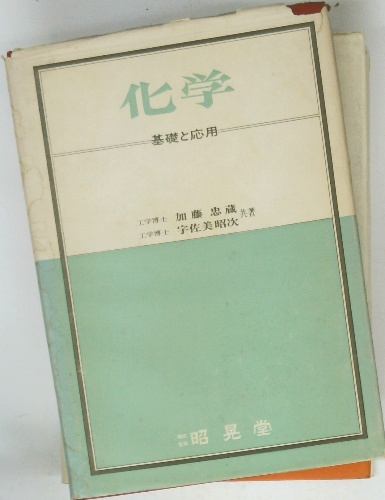 化学
基礎と応用
工学博士 加藤忠蔵 共著
工学博士 宇佐美昭次
昭晃堂